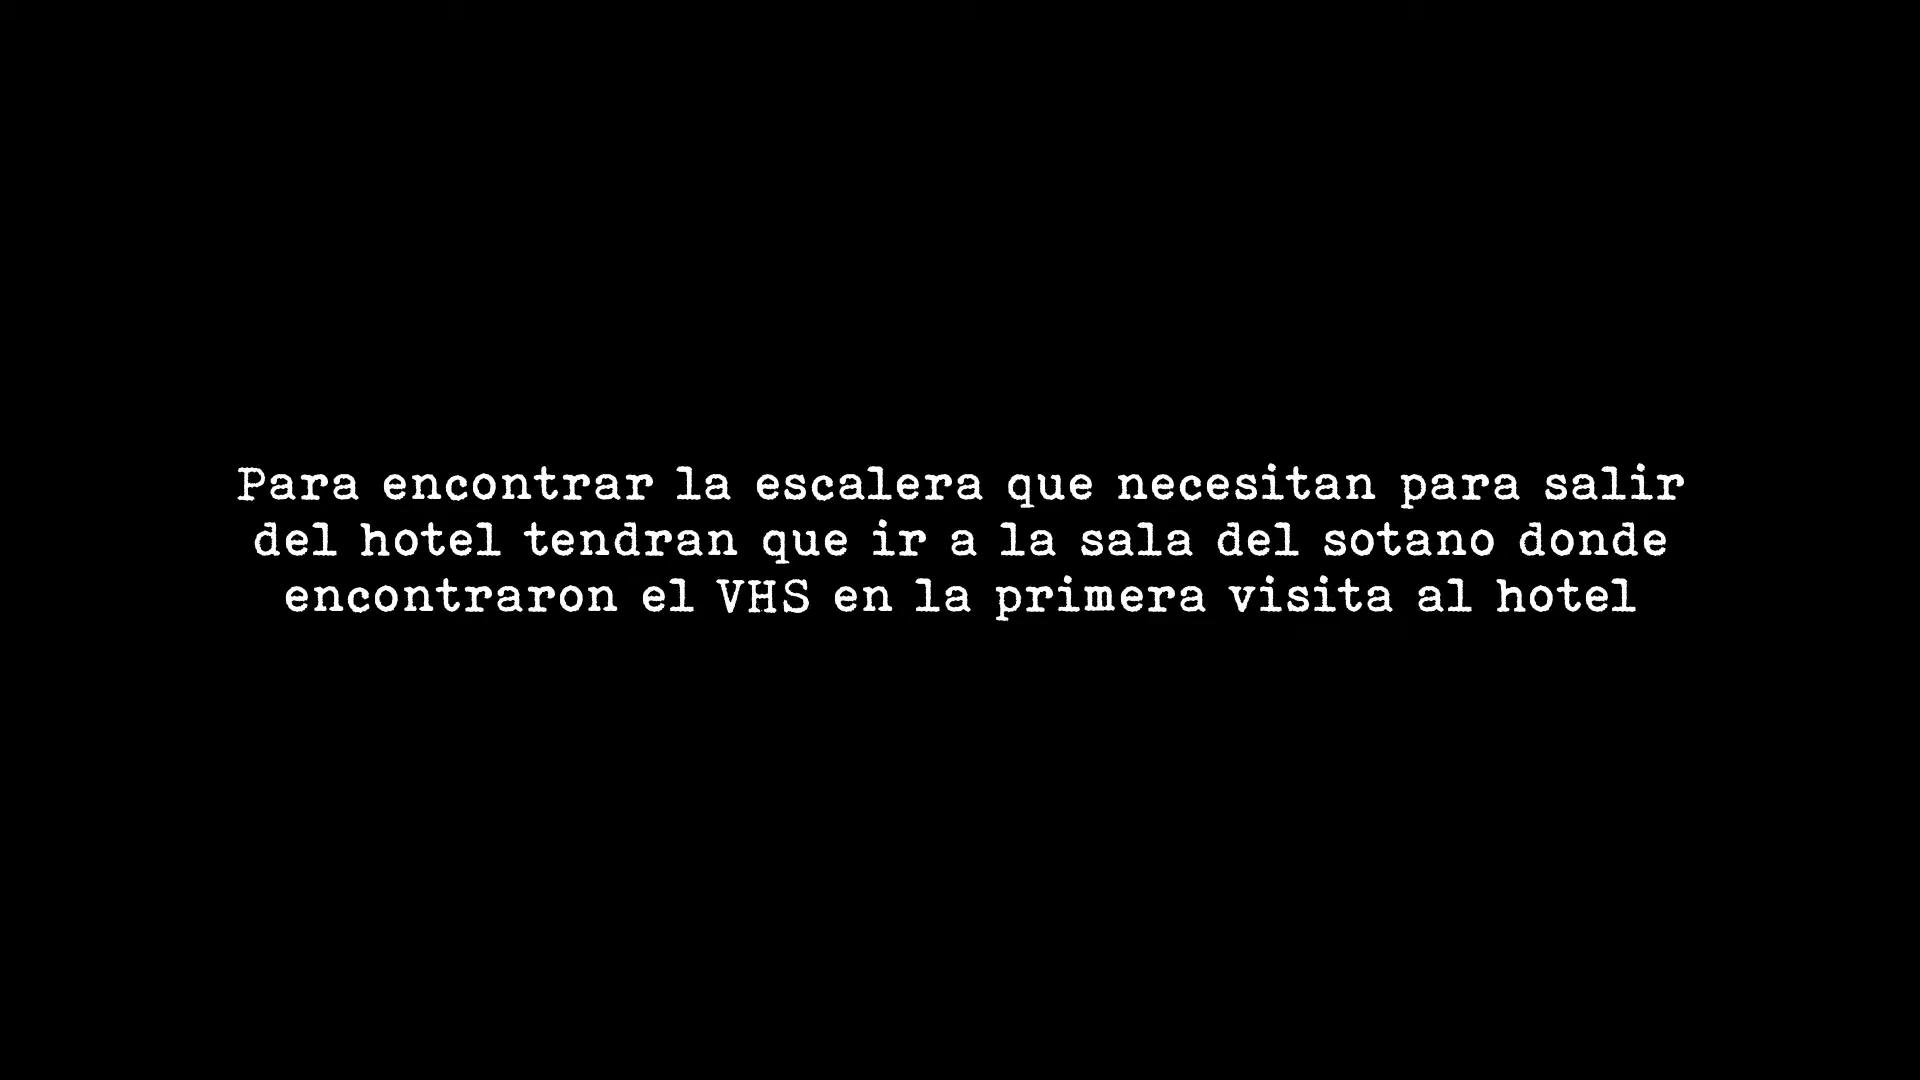 Para encontrar la escalera que necesitan para salir
del hotel tendran que ir a la sala del sotano donde
encontraron el VHS en la primera visita al hotel